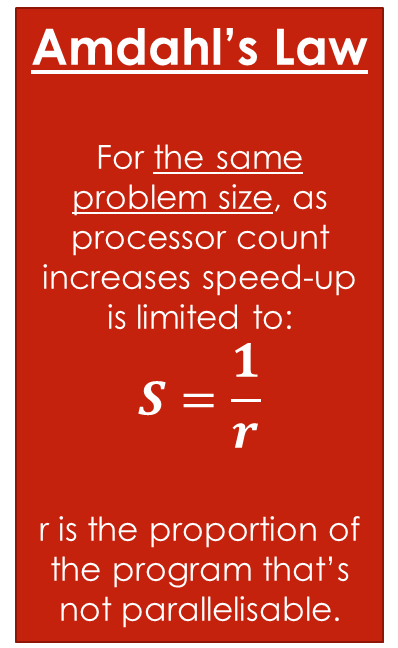 Amdahl’s Law
For the same
problem size, as
processor count
increases speed-up
is limited to:
S = 1/r
r is the proportion of
the program that’s
not parallelisable.